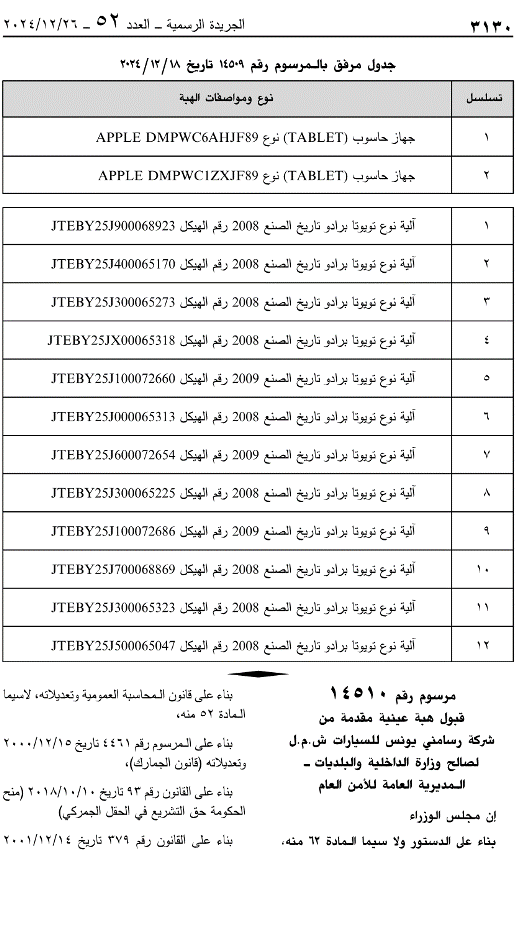 ٣١٣٠ الجريدة الرسمية ـ العدد ٥٢ ـ ٢٠٢٤/١٢/٢٦
جدول مرفق بالمرسوم رقم ١٤٥٠٩ تاريخ ٢٠٢٤/١٢/١٨
تسلسل نوع ومواصفات الهبة
١ جهاز حاسوب (TABLET) نوع APPLE DMPWC6AHJF89
٢ جهاز حاسوب (TABLET) نوع APPLE DMPWC1ZXJF89
١ آلية نوع تويوتا برادو تاريخ الصنع 2008 رقم الهيكل JTEBY25J900068923
٢ آلية نوع تويوتا برادو تاريخ الصنع 2008 رقم الهيكل JTEBY25J400065170
٣ آلية نوع تويوتا برادو تاريخ الصنع 2008 رقم الهيكل JTEBY25J300065273
٤ آلية نوع تويوتا برادو تاريخ الصنع 2008 رقم الهيكل JTEBY25JX00065318
٥ آلية نوع تويوتا برادو تاريخ الصنع 2009 رقم الهيكل JTEBY25J100072660
٦ آلية نوع تويوتا برادو تاريخ الصنع 2008 رقم الهيكل JTEBY25J000065313
٧ آلية نوع تويوتا برادو تاريخ الصنع 2009 رقم الهيكل JTEBY25J600072654
٨ آلية نوع تويوتا برادو تاريخ الصنع 2008 رقم الهيكل JTEBY25J300065225
٩ آلية نوع تويوتا برادو تاريخ الصنع 2009 رقم الهيكل JTEBY25J100072686
١٠ آلية نوع تويوتا برادو تاريخ الصنع 2008 رقم الهيكل JTEBY25J700068869
١١ آلية نوع تويوتا برادو تاريخ الصنع 2008 رقم الهيكل JTEBY25J300065323
١٢ آلية نوع تويوتا برادو تاريخ الصنع 2008 رقم الهيكل JTEBY25J500065047
مرسوم رقم ١٤٥١٠
قبول هبة عينية مقدمة من
شركة رسامني يونس للسيارات ش.م.ل
لصالح وزارة الداخلية والبلديات ـ
المديرية العامة للأمن العام
إن مجلس الوزراء
بناء على الدستور ولا سيما المادة ٦٢ منه،
بناء على قانون المحاسبة العمومية وتعديلاته، لاسيما
المادة ٥٢ منه،
بناء على المرسوم رقم ٤٤٦١ تاريخ ٢٠٠٠/١٢/١٥
وتعديلاته (قانون الجمارك)،
بناء على القانون رقم ٩٣ تاريخ ٢٠١٨/١٠/١٠ (منح
الحكومة حق التشريع في الحقل الجمركي)
بناء على القانون رقم ٣٧٩ تاريخ ٢٠٠١/١٢/١٤